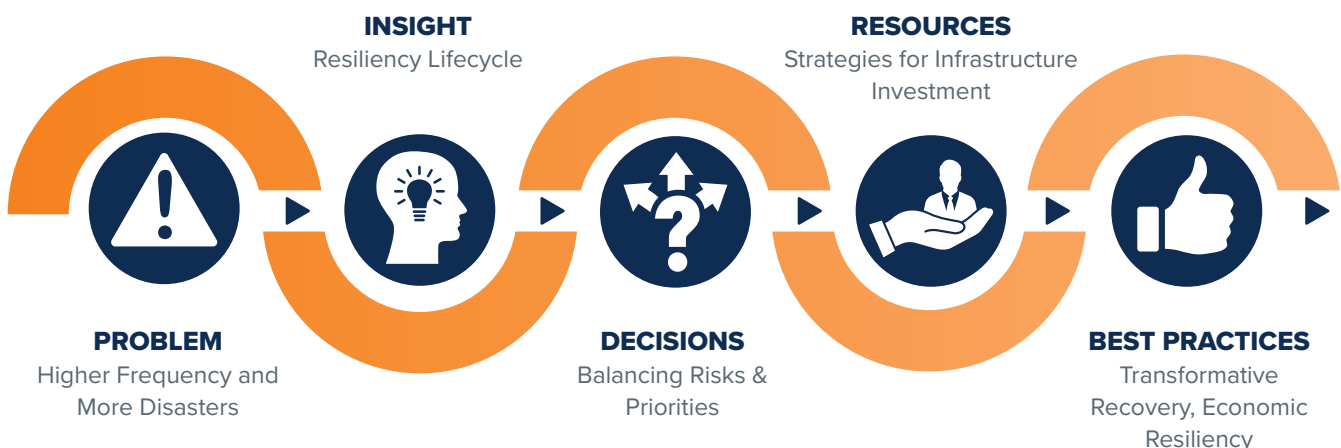 PROBLEM
Higher Frequency and
More Disasters
INSIGHT
Resiliency Lifecycle
DECISIONS
Balancing Risks &
Priorities
RESOURCES
Strategies for Infrastructure
Investment
BEST PRACTICES
Transformative
Recovery, Economic
Resiliency